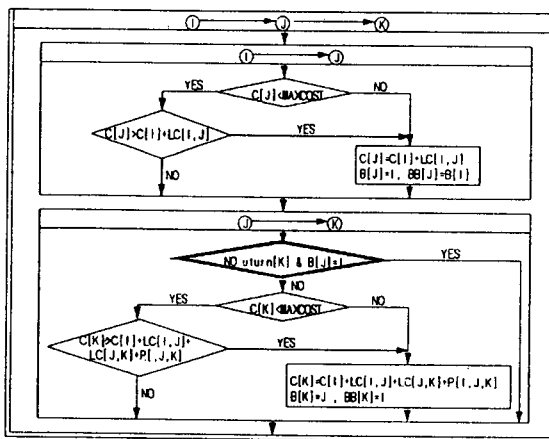 I J K
I J
YES NO
C[J]<MAXCOST
C[J]>C[I]+LC[I,J]
YES
NO
C[J]=C[I]+LC[I,J]
B[J]=I, BB[J]=B[I]
J K
NO uturn[K] & B[J]=I
YES
NO
YES NO
C[K]<MAXCOST
C[K]>C[I]+LC[I,J]+
LC[J,K]+P[I,J,K]
YES
NO
C[K]=C[I]+LC[I,J]+LC[J,K]+P[I,J,K]
B[K]=J , BB[K]=I